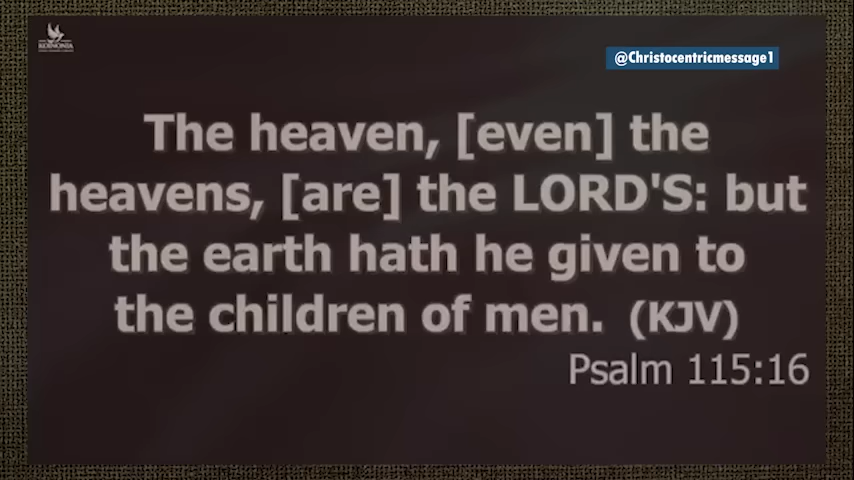 KOINONIA
@Christocentricmessage1
The heaven, [even] the
heavens, [are] the LORD'S: but
the earth hath he given to
the children of men. (KJV)
Psalm 115:16